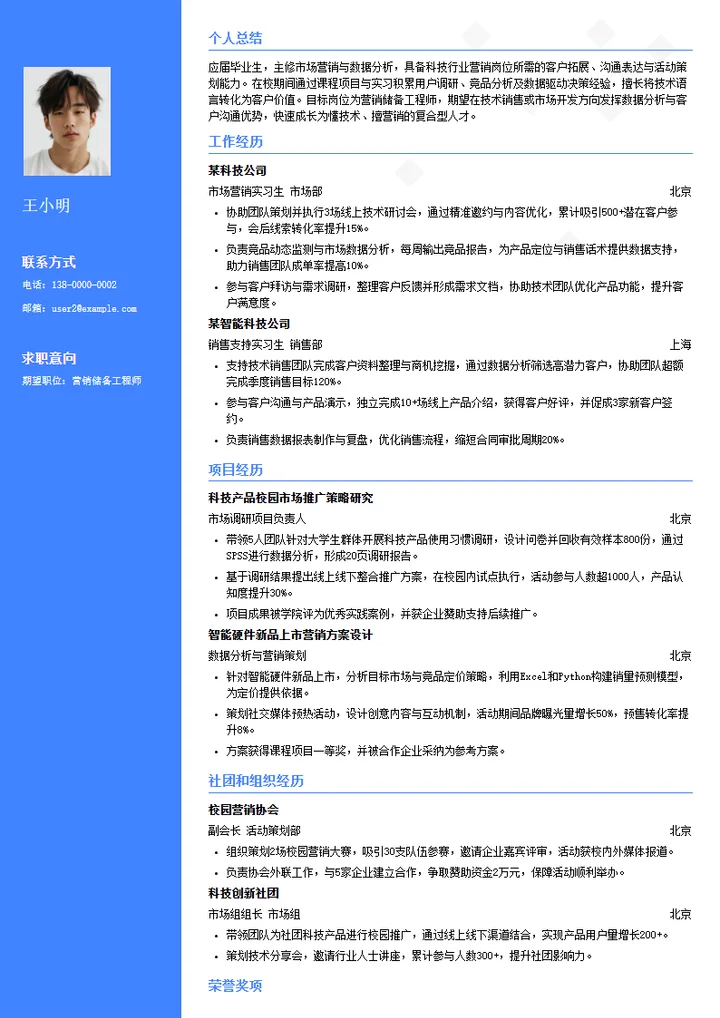 王小明
联系方式
电话：138-0000-0002
邮箱：user2@example.com
求职意向
期望职位：营销储备工程师
个人总结
应届毕业生，主修市场营销与数据分析，具备科技行业营销岗位所需的客户拓展、沟通表达与活动策
划能力。在校期间通过课程项目与实习积累用户调研、竞品分析及数据驱动决策经验，擅长将技术语
言转化为客户价值。目标岗位为营销储备工程师，期望在技术销售或市场开发方向发挥数据分析与客
户沟通优势，快速成长为懂技术、擅营销的复合型人才。
工作经历
某科技公司
市场营销实习生 市场部 北京
• 协助团队策划并执行3场线上技术研讨会，通过精准邀约与内容优化，累计吸引500+潜在客户参
与，会后线索转化率提升15%。
• 负责竞品动态监测与市场数据分析，每周输出竞品报告，为产品定位与销售话术提供数据支持，
助力销售团队成单率提高10%。
• 参与客户拜访与需求调研，整理客户反馈并形成需求文档，协助技术团队优化产品功能，提升客
户满意度。
某智能科技公司
销售支持实习生 销售部 上海
• 支持技术销售团队完成客户资料整理与商机挖掘，通过数据分析筛选高潜力客户，协助团队超额
完成季度销售目标120%。
• 参与客户沟通与产品演示，独立完成10+场线上产品介绍，获得客户好评，并促成3家新客户签
约。
• 负责销售数据报表制作与复盘，优化销售流程，缩短合同审批周期20%。
项目经历
科技产品校园市场推广策略研究
市场调研项目负责人 北京
• 带领5人团队针对大学生群体开展科技产品使用习惯调研，设计问卷并回收有效样本800份，通过
SPSS进行数据分析，形成20页调研报告。
• 基于调研结果提出线上线下整合推广方案，在校园内试点执行，活动参与人数超1000人，产品认
知度提升30%。
• 项目成果被学院评为优秀实践案例，并获企业赞助支持后续推广。
智能硬件新品上市营销方案设计
数据分析与营销策划 北京
• 针对智能硬件新品上市，分析目标市场与竞品定价策略，利用Excel和Python构建销量预测模型，
为定价提供依据。
• 策划社交媒体预热活动，设计创意内容与互动机制，活动期间品牌曝光量增长50%，预售转化率提
升8%。
• 方案获得课程项目一等奖，并被合作企业采纳为参考方案。
社团和组织经历
校园营销协会
副会长 活动策划部 北京
• 组织策划2场校园营销大赛，吸引30支队伍参赛，邀请企业嘉宾评审，活动获校内外媒体报道。
• 负责协会外联工作，与5家企业建立合作，争取赞助资金2万元，保障活动顺利举办。
科技创新社团
市场组组长 市场组 北京
• 带领团队为社团科技产品进行校园推广，通过线上线下渠道结合，实现产品用户量增长200+。
• 策划技术分享会，邀请行业人士讲座，累计参与人数300+，提升社团影响力。
荣誉奖项